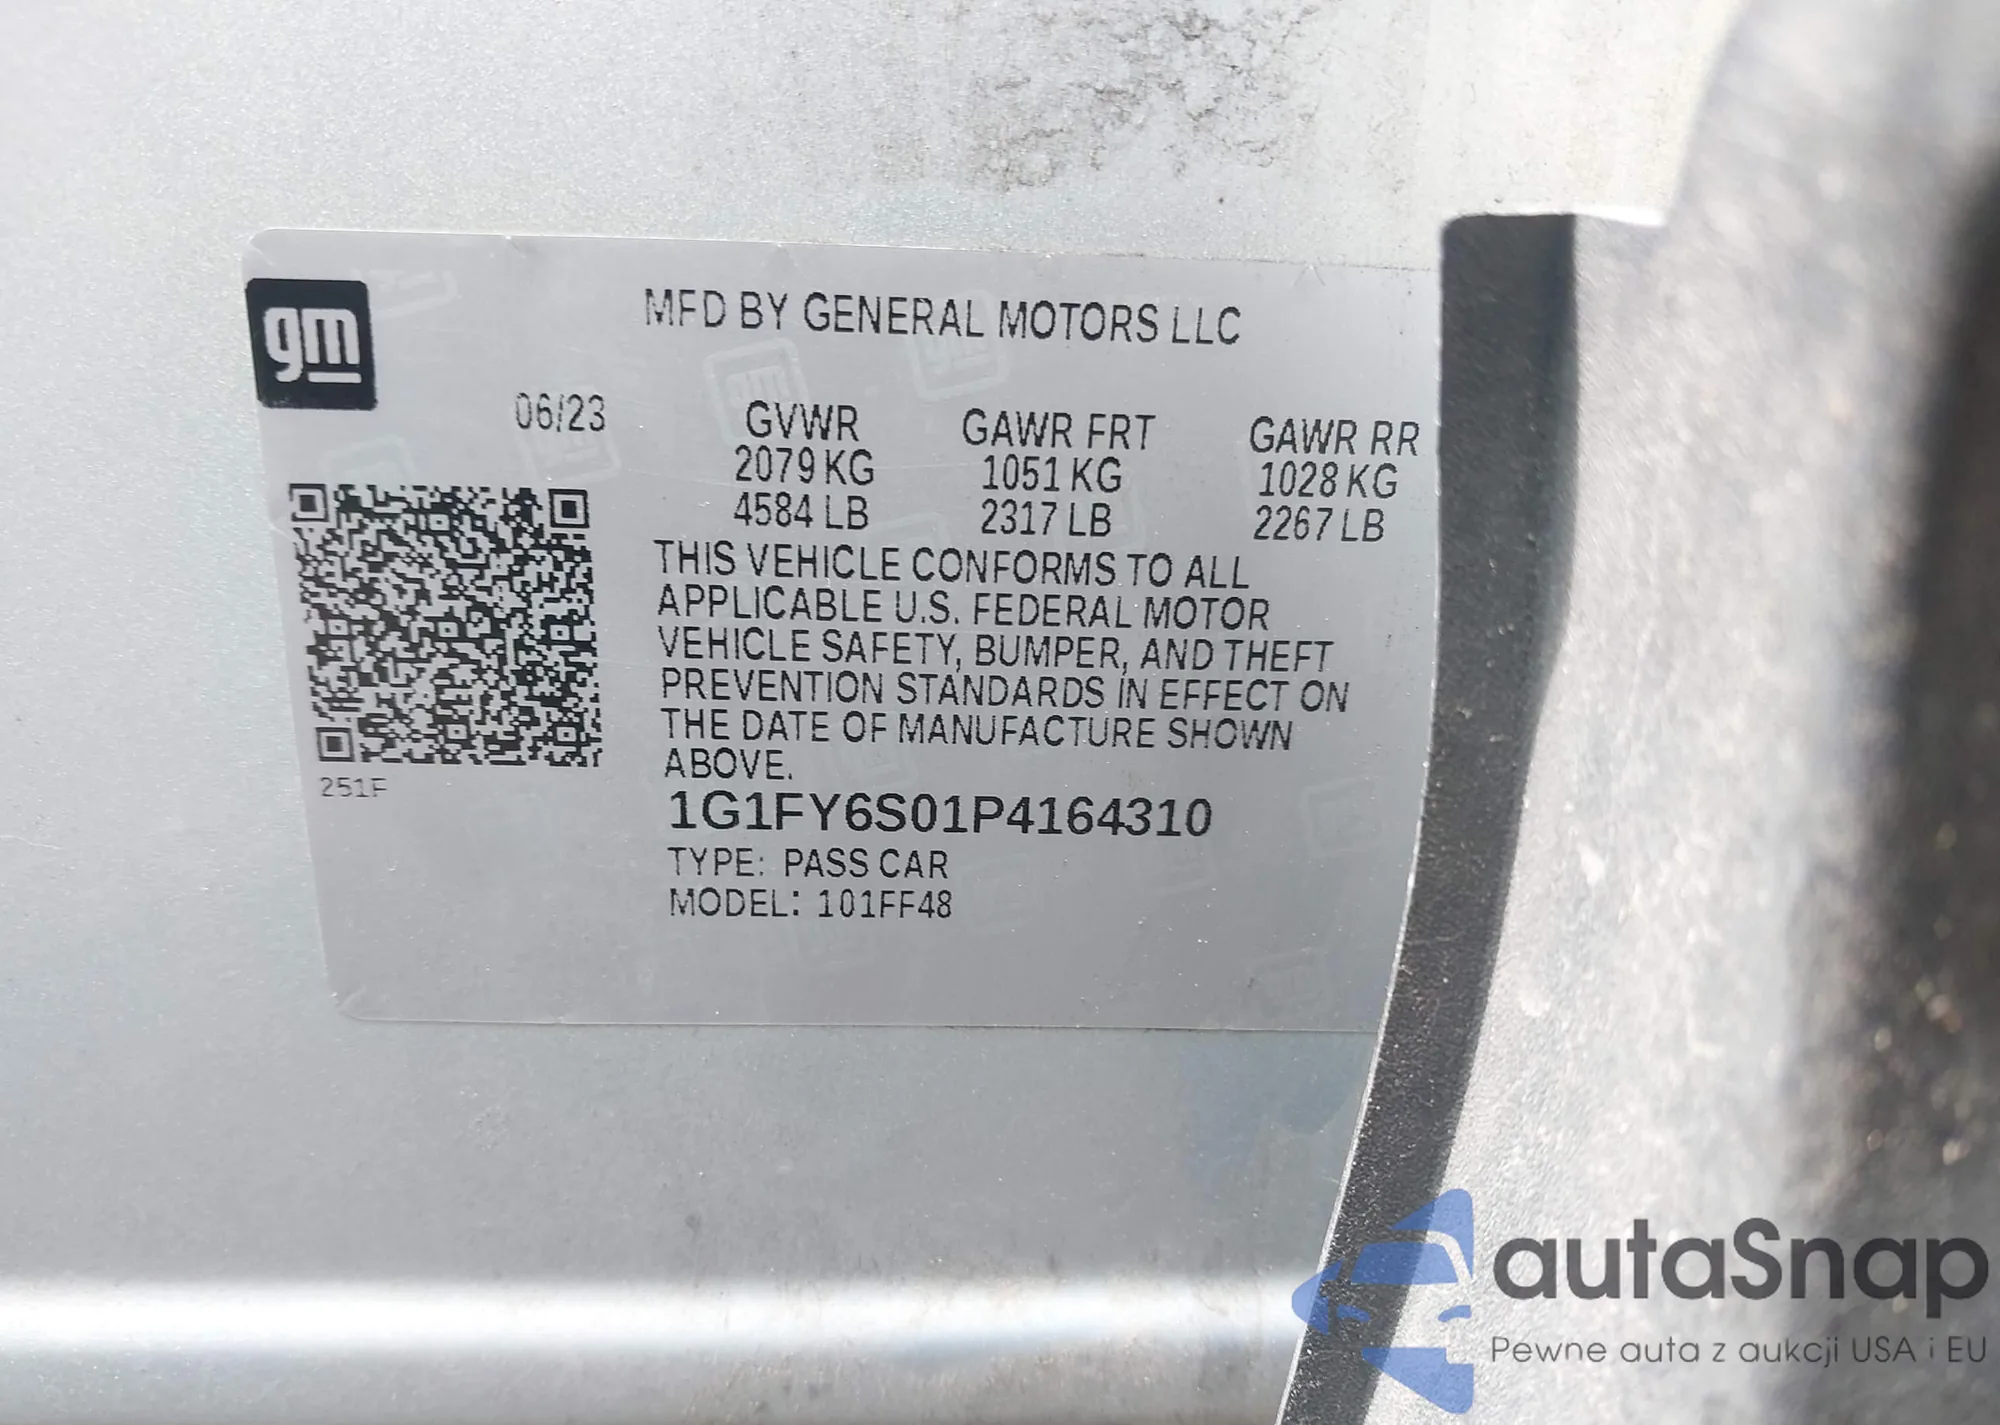 gm
MFD BY GENERAL MOTORS LLC
06/23
GVWR GAWR FRT GAWR RR
2079 KG 1051 KG 1028 KG
4584 LB 2317 LB 2267 LB
THIS VEHICLE CONFORMS TO ALL
APPLICABLE U.S. FEDERAL MOTOR
VEHICLE SAFETY, BUMPER, AND THEFT
PREVENTION STANDARDS IN EFFECT ON
THE DATE OF MANUFACTURE SHOWN
ABOVE.
251F
1G1FY6S01P4164310
TYPE: PASS CAR
MODEL: 101FF48
autaSnap
Pewne auta z aukcji USA i EU